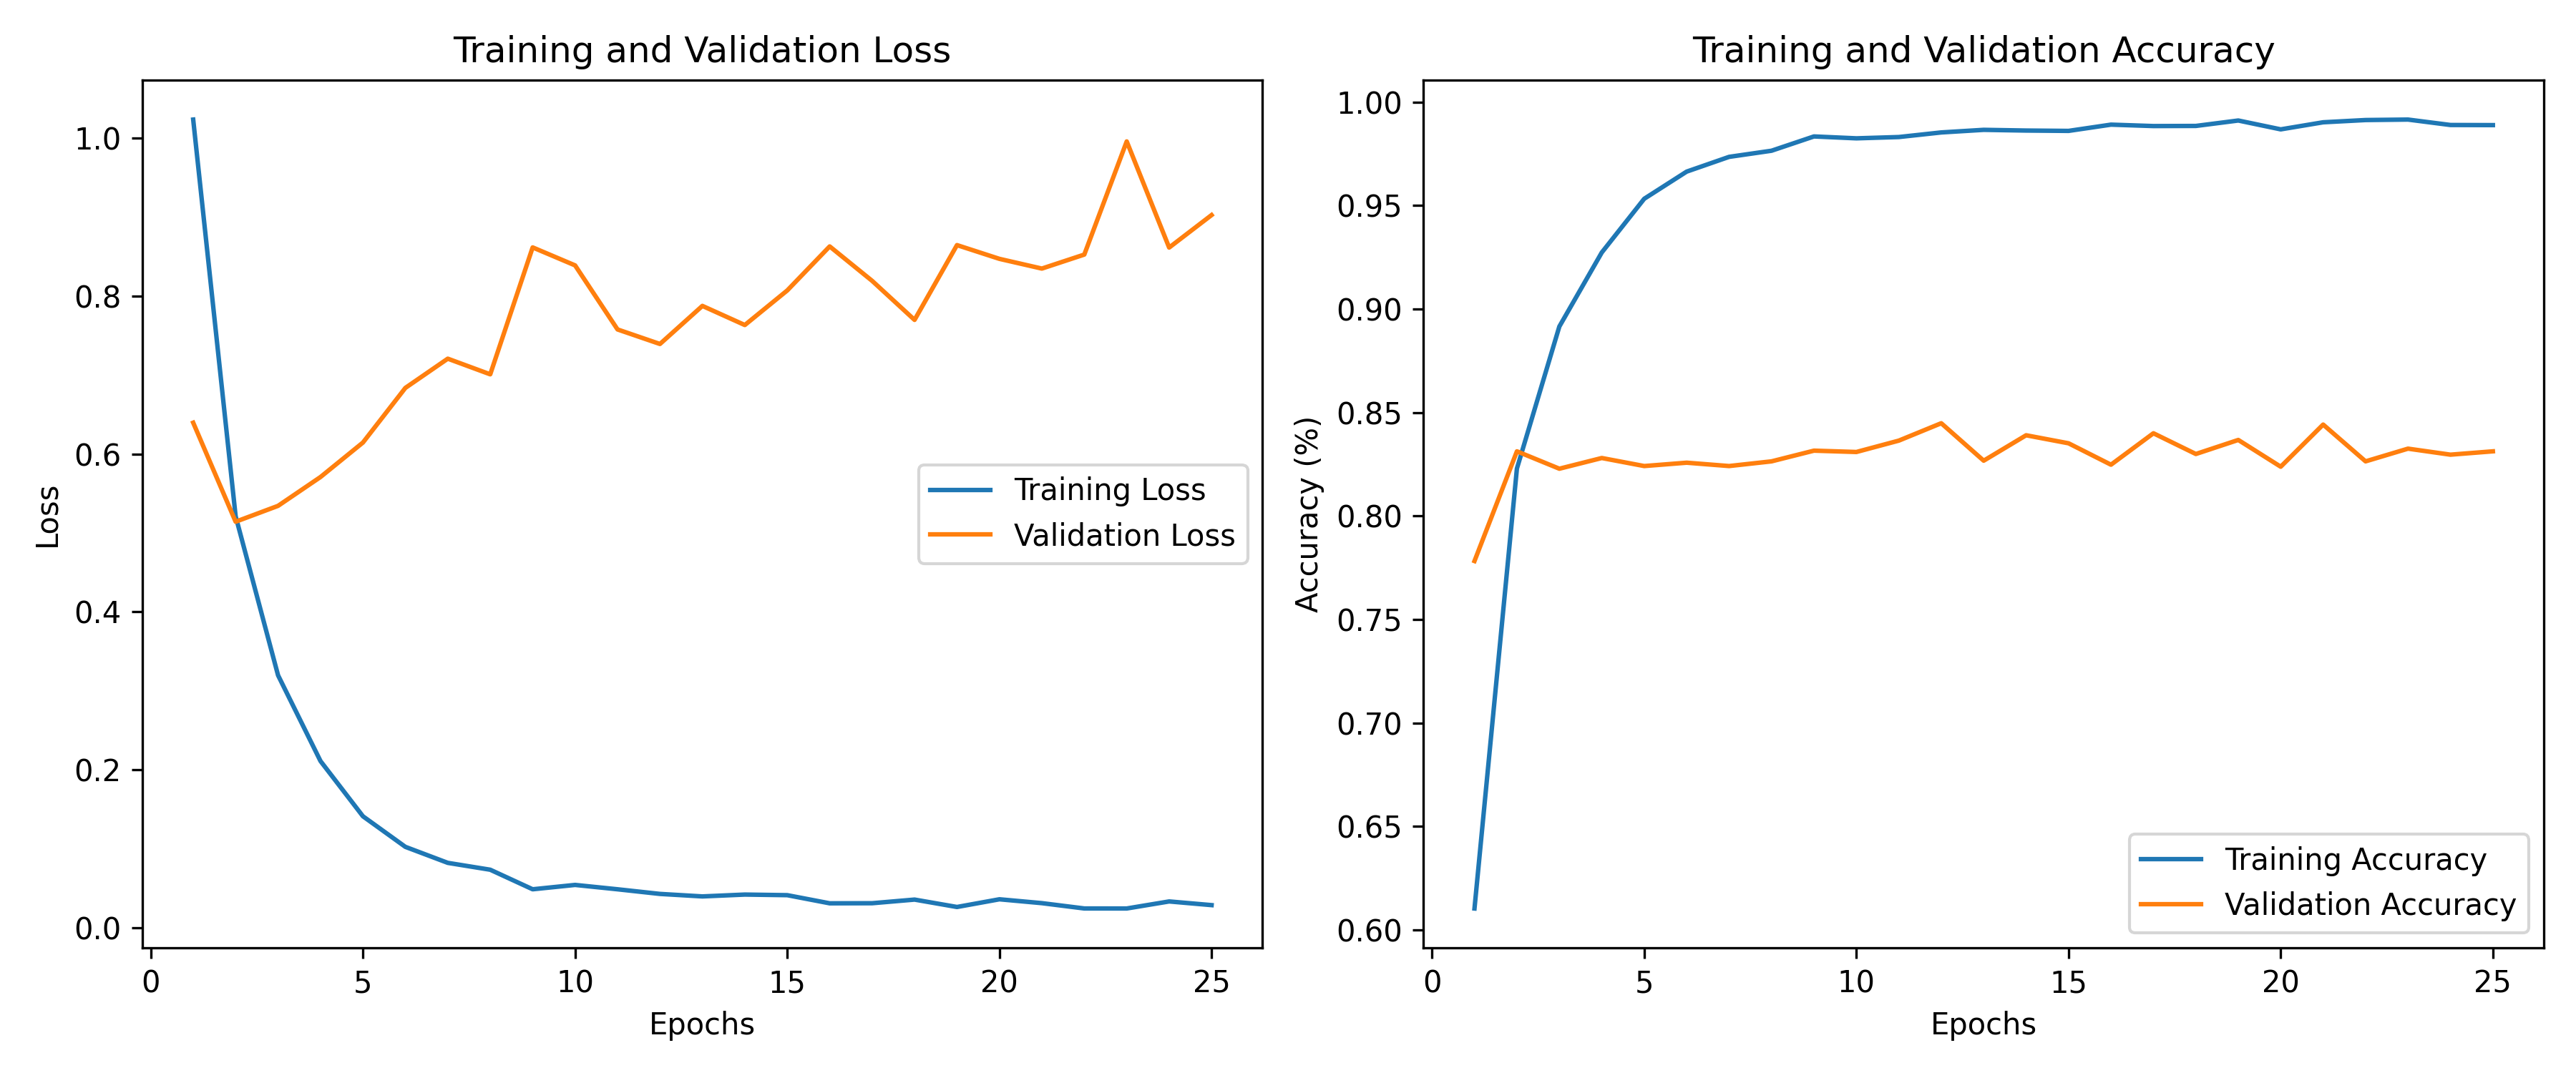 Training and Validation Loss
Loss
1.0
0.8
0.6
0.4
0.2
0.0
0 5 10 15 20 25
Epochs
Training Loss
Validation Loss
Training and Validation Accuracy
Accuracy (%)
1.00
0.95
0.90
0.85
0.80
0.75
0.70
0.65
0.60
0 5 10 15 20 25
Epochs
Training Accuracy
Validation Accuracy